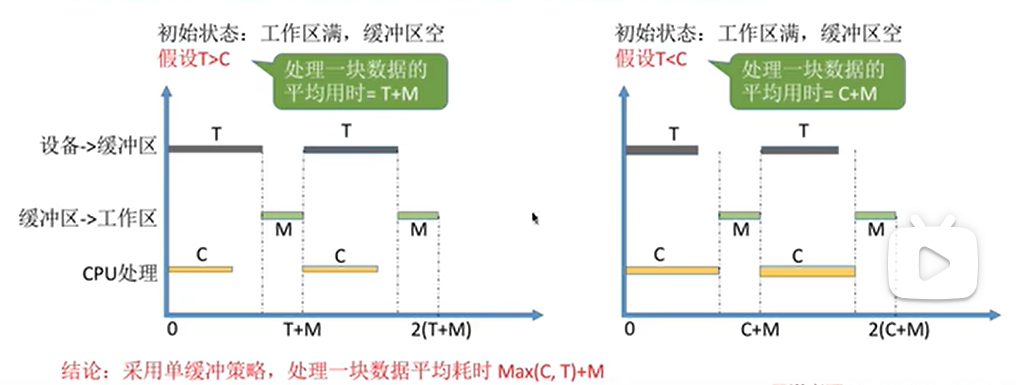 初始状态：工作区满，缓冲区空
假设T>C
处理一块数据的
平均用时= T+M
T
T
设备->缓冲区
缓冲区->工作区
M
M
C
C
CPU处理
0
T+M
2(T+M)
初始状态：工作区满，缓冲区空
假设T<C
处理一块数据的
平均用时= C+M
T
T
M
M
C
C
0
C+M
2(C+M)
结论：采用单缓冲策略，处理一块数据平均耗时 Max(C, T)+M